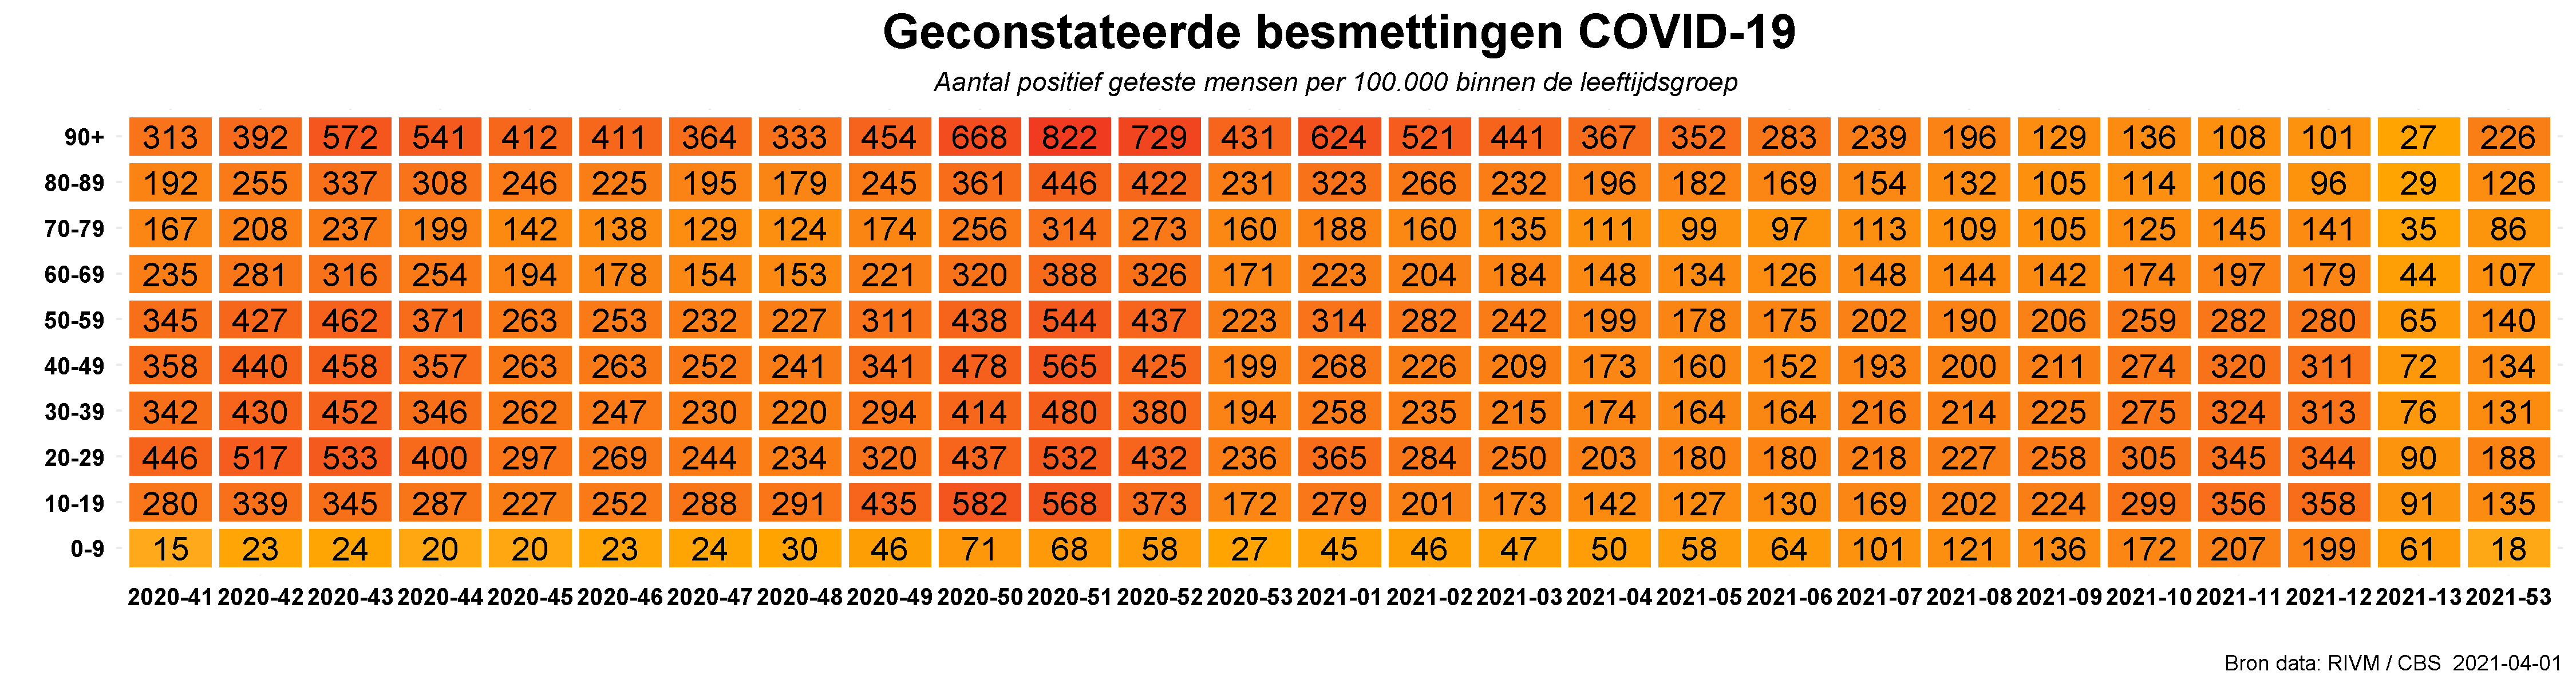 Geconstateerde besmettingen COVID-19
Aantal positief geteste mensen per 100.000 binnen de leeftijdsgroep
90+ 313 392 572 541 412 411 364 333 454 668 822 729 431 624 521 441 367 352 283 239 196 129 136 108 101 27 226
80-89 192 255 337 308 246 225 195 179 245 361 446 422 231 323 266 232 196 182 169 154 132 105 114 106 96 29 126
70-79 167 208 237 199 142 138 129 124 174 256 314 273 160 188 160 135 111 99 97 113 109 105 125 145 141 35 86
60-69 235 281 316 254 194 178 154 153 221 320 388 326 171 223 204 184 148 134 126 148 144 142 174 197 179 44 107
50-59 345 427 462 371 263 253 232 227 311 438 544 437 223 314 282 242 199 178 175 202 190 206 259 282 280 65 140
40-49 358 440 458 357 263 263 252 241 341 478 565 425 199 268 226 209 173 160 152 193 200 211 274 320 311 72 134
30-39 342 430 452 346 262 247 230 220 294 414 480 380 194 258 235 215 174 164 164 216 214 225 275 324 313 76 131
20-29 446 517 533 400 297 269 244 234 320 437 532 432 236 365 284 250 203 180 180 218 227 258 305 345 344 90 188
10-19 280 339 345 287 227 252 288 291 435 582 568 373 172 279 201 173 142 127 130 169 202 224 299 356 358 91 135
0-9 15 23 24 20 20 23 24 30 46 71 68 58 27 45 46 47 50 58 64 101 121 136 172 207 199 61 18
2020-41 2020-42 2020-43 2020-44 2020-45 2020-46 2020-47 2020-48 2020-49 2020-50 2020-51 2020-52 2020-53 2021-01 2021-02 2021-03 2021-04 2021-05 2021-06 2021-07 2021-08 2021-09 2021-10 2021-11 2021-12 2021-13 2021-53
Bron data: RIVM / CBS 2021-04-01